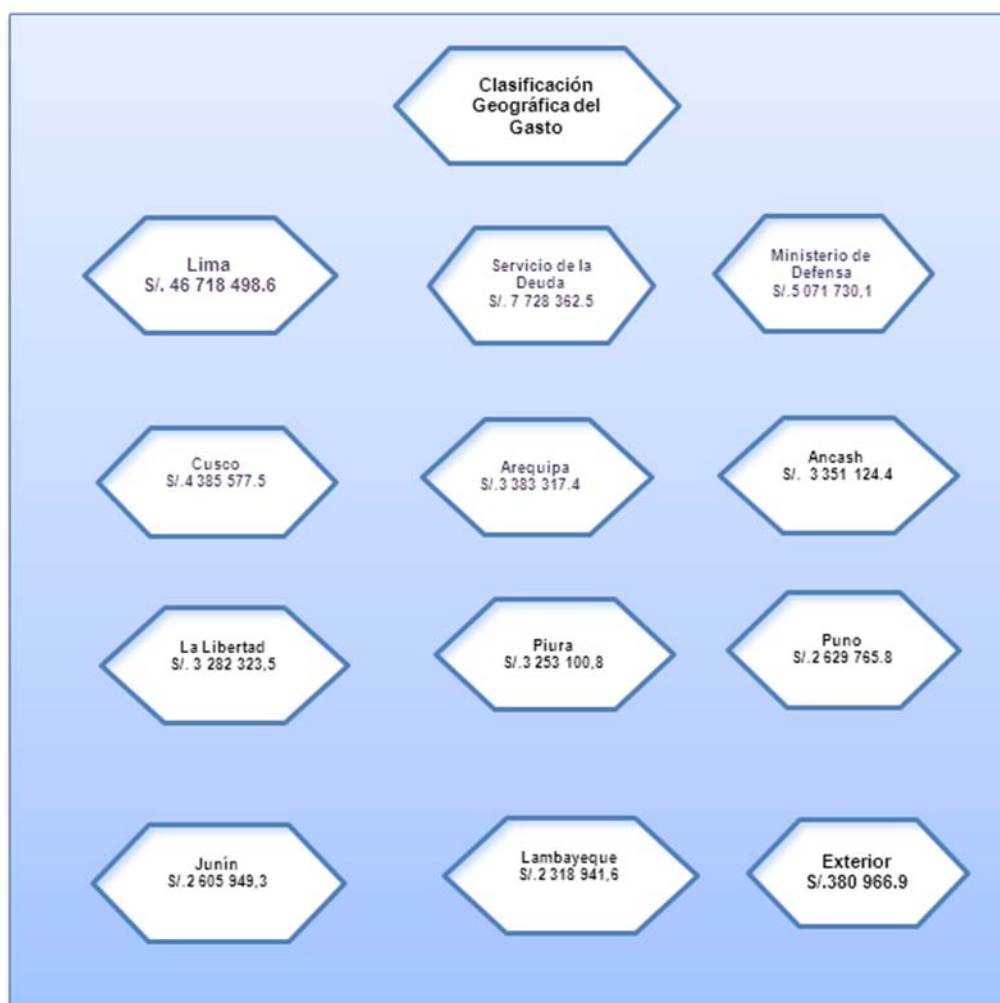 Clasificación
Geográfica del
Gasto
Lima
S/. 46 718 498.6
Servicio de la
Deuda
S/. 7 728 362.5
Ministerio de
Defensa
S/.5 071 730,1
Cusco
S/.4 385 577.5
Arequipa
S/.3 383 317.4
Ancash
S/. 3 351 124.4
La Libertad
S/. 3 282 323,5
Piura
S/.3 253 100,8
Puno
S/.2 629 765.8
Junín
S/.2 605 949,3
Lambayeque
S/.2 318 941,6
Exterior
S/.380 966.9